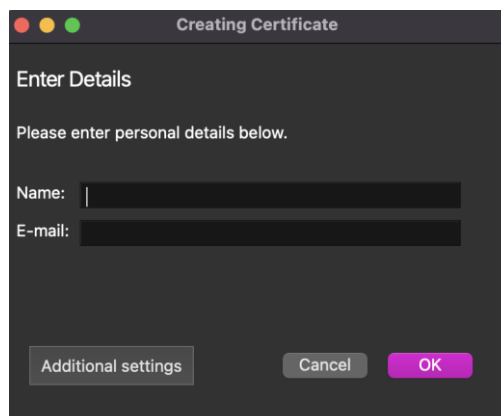 Creating Certificate
Enter Details
Please enter personal details below.
Name:
E-mail:
Additional settings
Cancel
OK